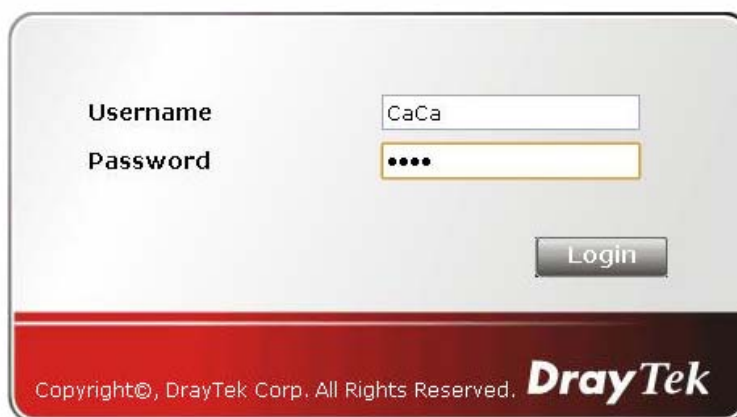 Username CaCa
Password ••••
Login
Copyright©, DrayTek Corp. All Rights Reserved. DrayTek